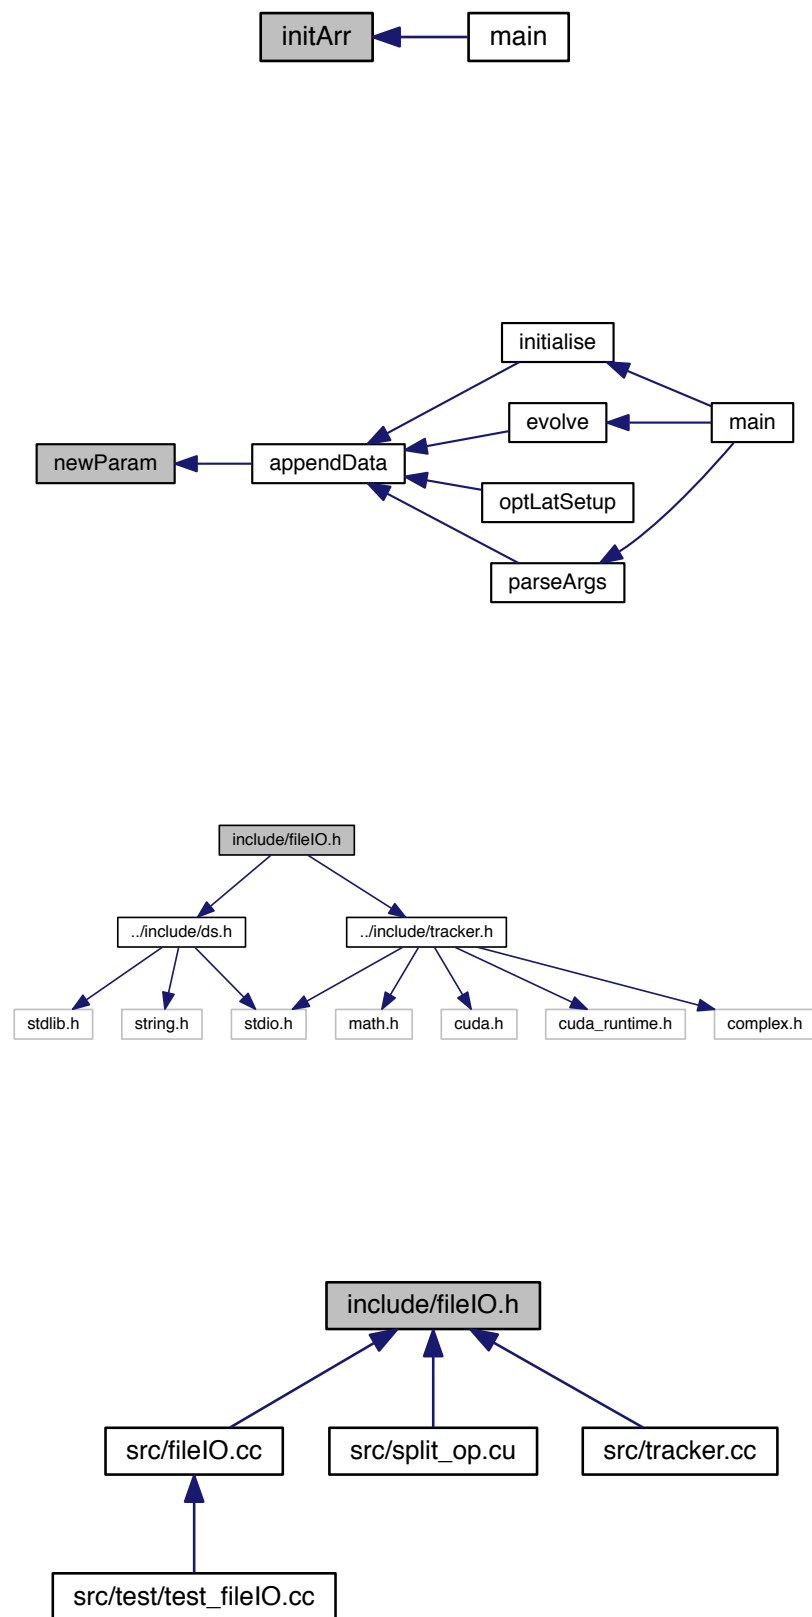 initArr
main
initialise
evolve
main
newParam
appendData
optLatSetup
parseArgs
include/fileIO.h
../include/ds.h
../include/tracker.h
stdlib.h
string.h
stdio.h
math.h
cuda.h
cuda_runtime.h
complex.h
include/fileIO.h
src/fileIO.cc
src/split_op.cu
src/tracker.cc
src/test/test_fileIO.cc